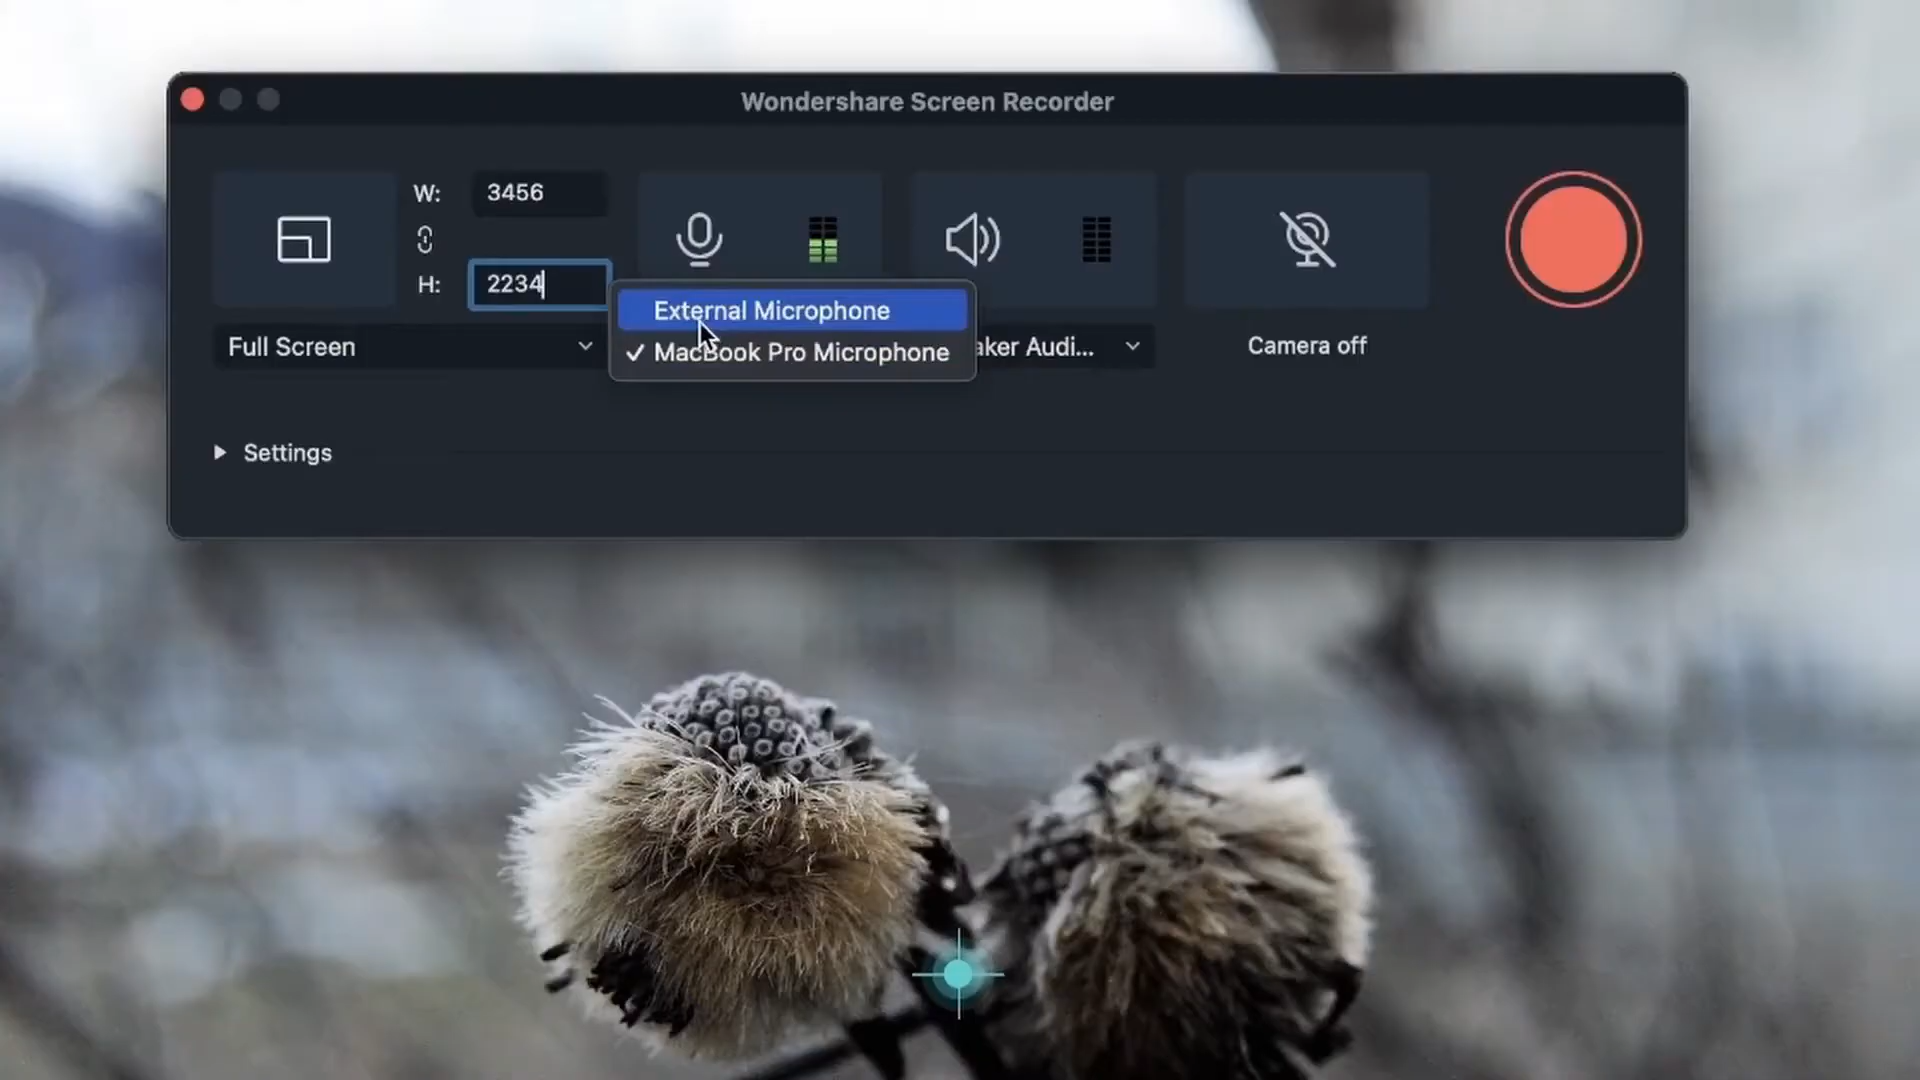 Wondershare Screen Recorder
W: 3456
H: 2234
External Microphone
✓ MacBook Pro Microphone
Full Screen
aker Audi...
Camera off
Settings